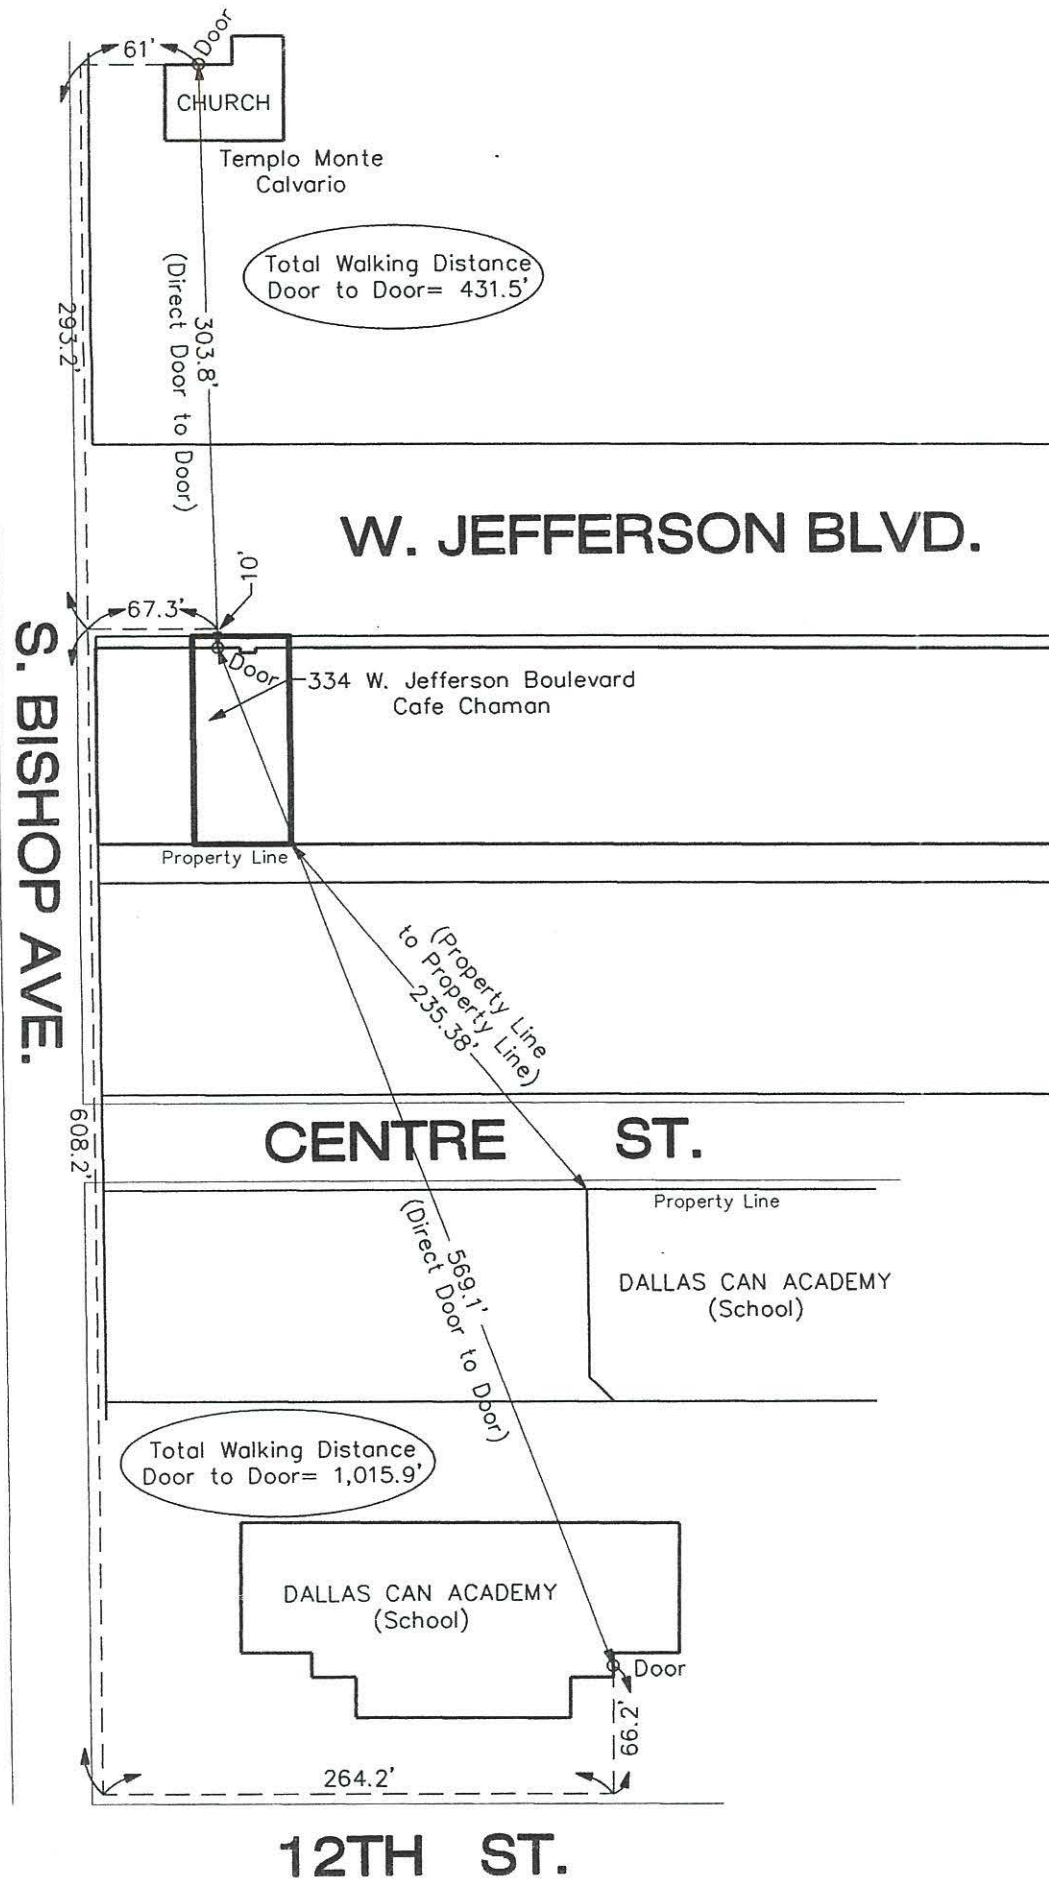 61'
Door
CHURCH
Templo Monte
Calvario
Total Walking Distance
Door to Door= 431.5'
293.2'
303.8'
(Direct Door to Door)
W. JEFFERSON BLVD.
10'
67.3'
Door
334 W. Jefferson Boulevard
Cafe Chaman
S. BISHOP AVE.
Property Line
(Property Line
to Property Line)
235.38'
CENTRE ST.
608.2'
Property Line
569.1'
(Direct Door to Door)
DALLAS CAN ACADEMY
(School)
Total Walking Distance
Door to Door= 1,015.9'
DALLAS CAN ACADEMY
(School)
Door
66.2'
264.2'
12TH ST.